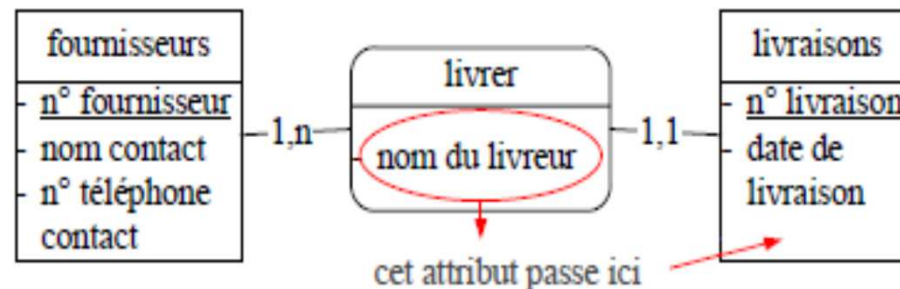 fournisseurs
- n° fournisseur
- nom contact
- n° téléphone
contact
1,n
livrer
- nom du livreur
1,1
livraisons
- n° livraison
- date de
livraison
cet attribut passe ici